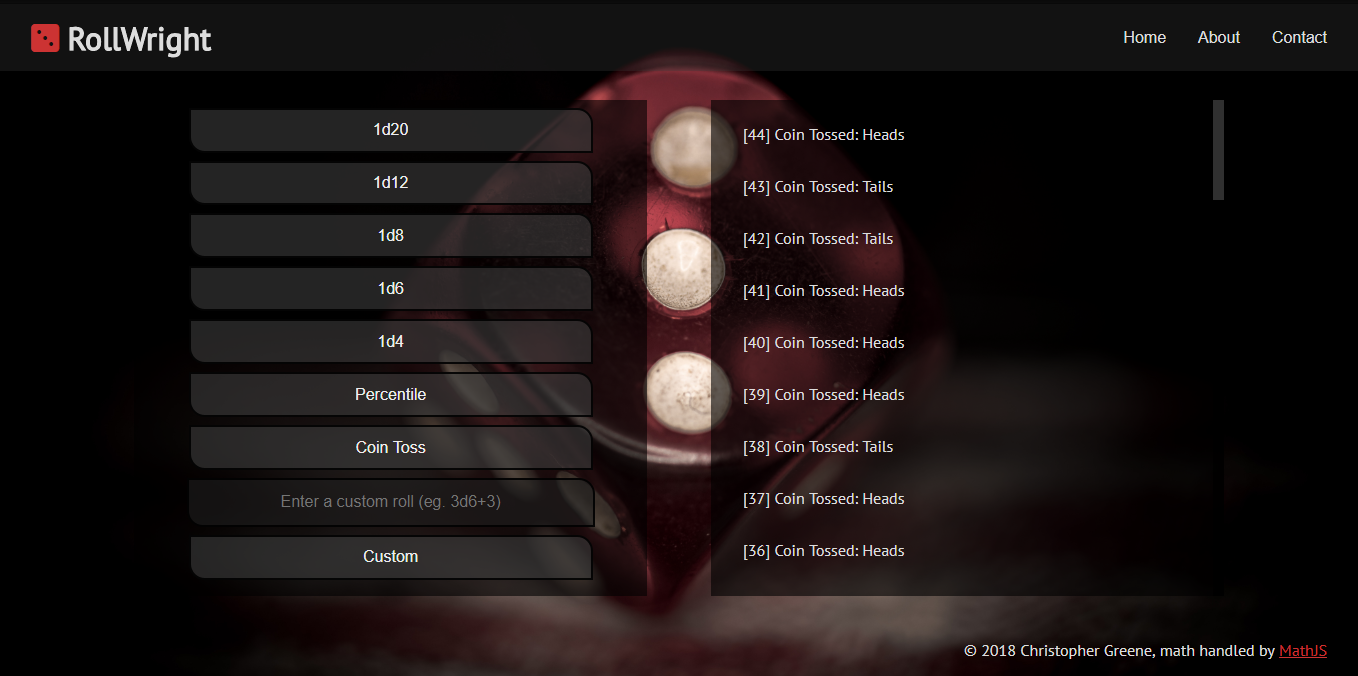 RollWright
Home
About
Contact
1d20
1d12
1d8
1d6
1d4
Percentile
Coin Toss
Enter a custom roll (eg. 3d6+3)
Custom
[44] Coin Tossed: Heads
[43] Coin Tossed: Tails
[42] Coin Tossed: Tails
[41] Coin Tossed: Heads
[40] Coin Tossed: Heads
[39] Coin Tossed: Heads
[38] Coin Tossed: Tails
[37] Coin Tossed: Heads
[36] Coin Tossed: Heads
© 2018 Christopher Greene, math handled by MathJS